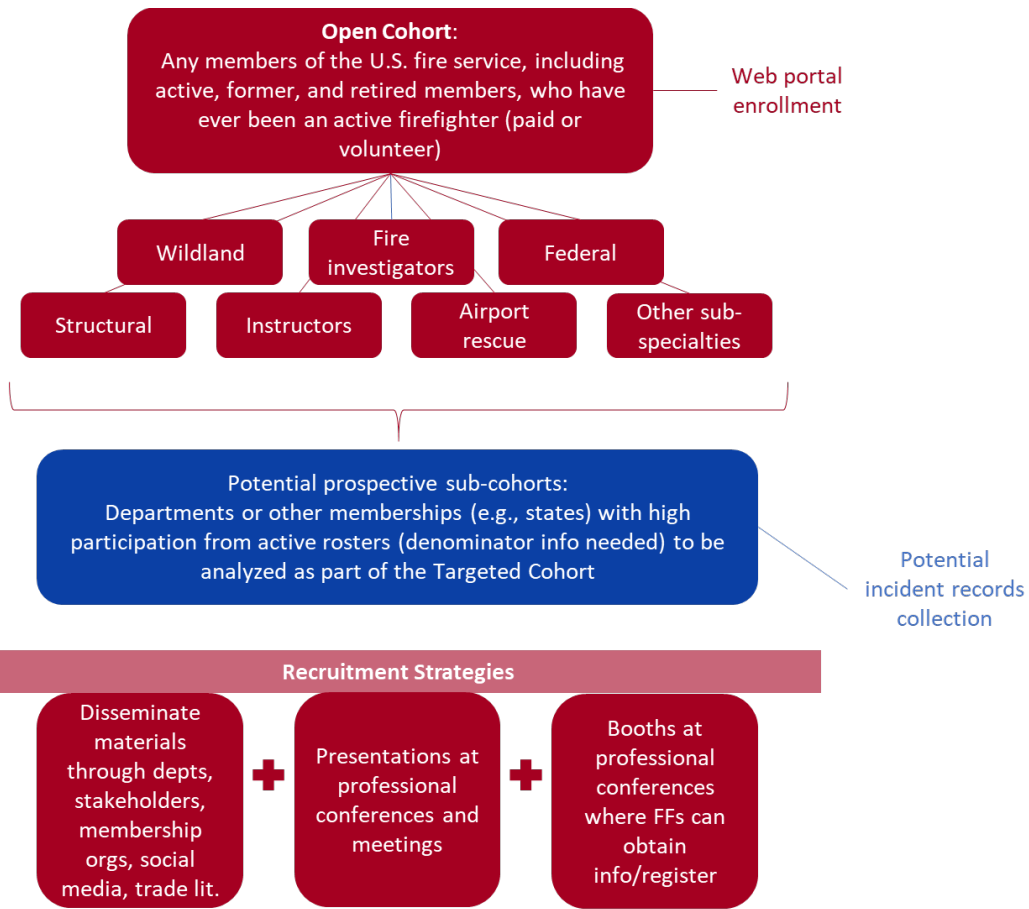 Open Cohort:
Any members of the U.S. fire service, including
active, former, and retired members, who have
ever been an active firefighter (paid or
volunteer)
Web portal
enrollment
Wildland
Fire
investigators
Federal
Structural
Instructors
Airport
rescue
Other sub-
specialties
Potential prospective sub-cohorts:
Departments or other memberships (e.g., states) with high
participation from active rosters (denominator info needed) to be
analyzed as part of the Targeted Cohort
Potential
incident records
collection
Recruitment Strategies
Disseminate
materials
through depts,
stakeholders,
membership
orgs, social
media, trade lit.
Presentations at
professional
conferences and
meetings
Booths at
professional
conferences
where FFs can
obtain
info/register